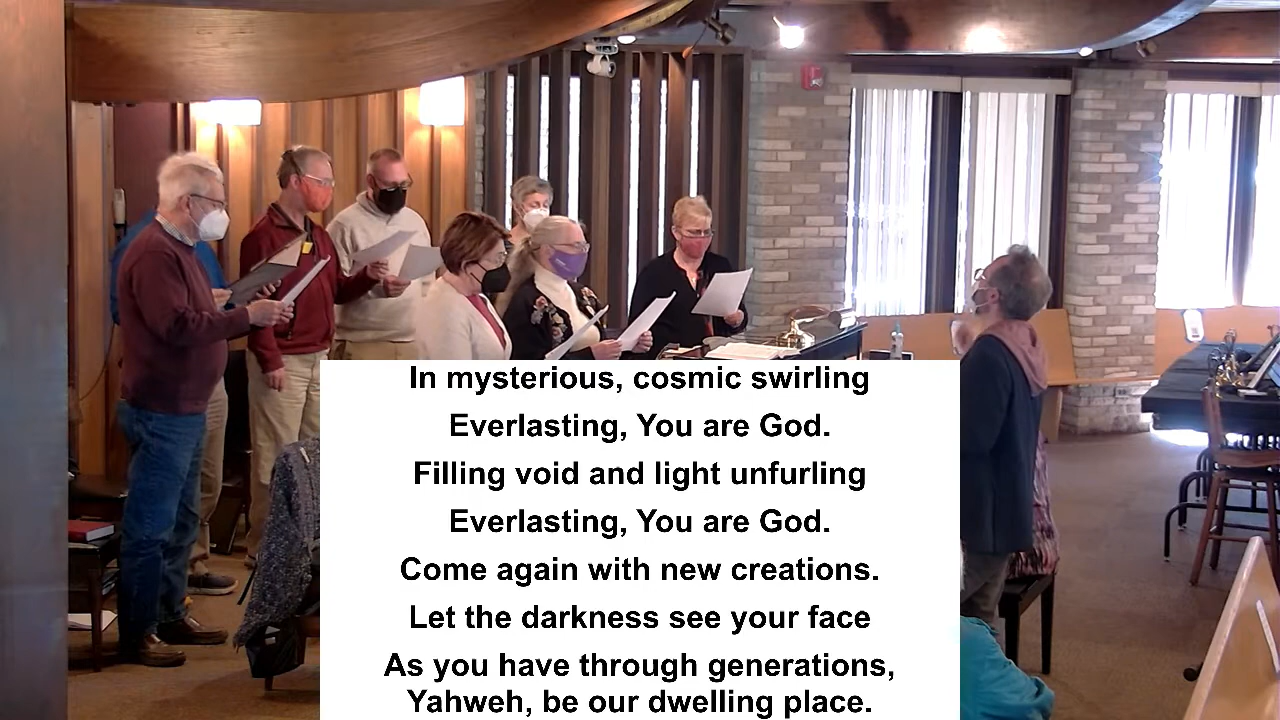 In mysterious, cosmic swirling
Everlasting, You are God.
Filling void and light unfurling
Everlasting, You are God.
Come again with new creations.
Let the darkness see your face
As you have through generations,
Yahweh, be our dwelling place.